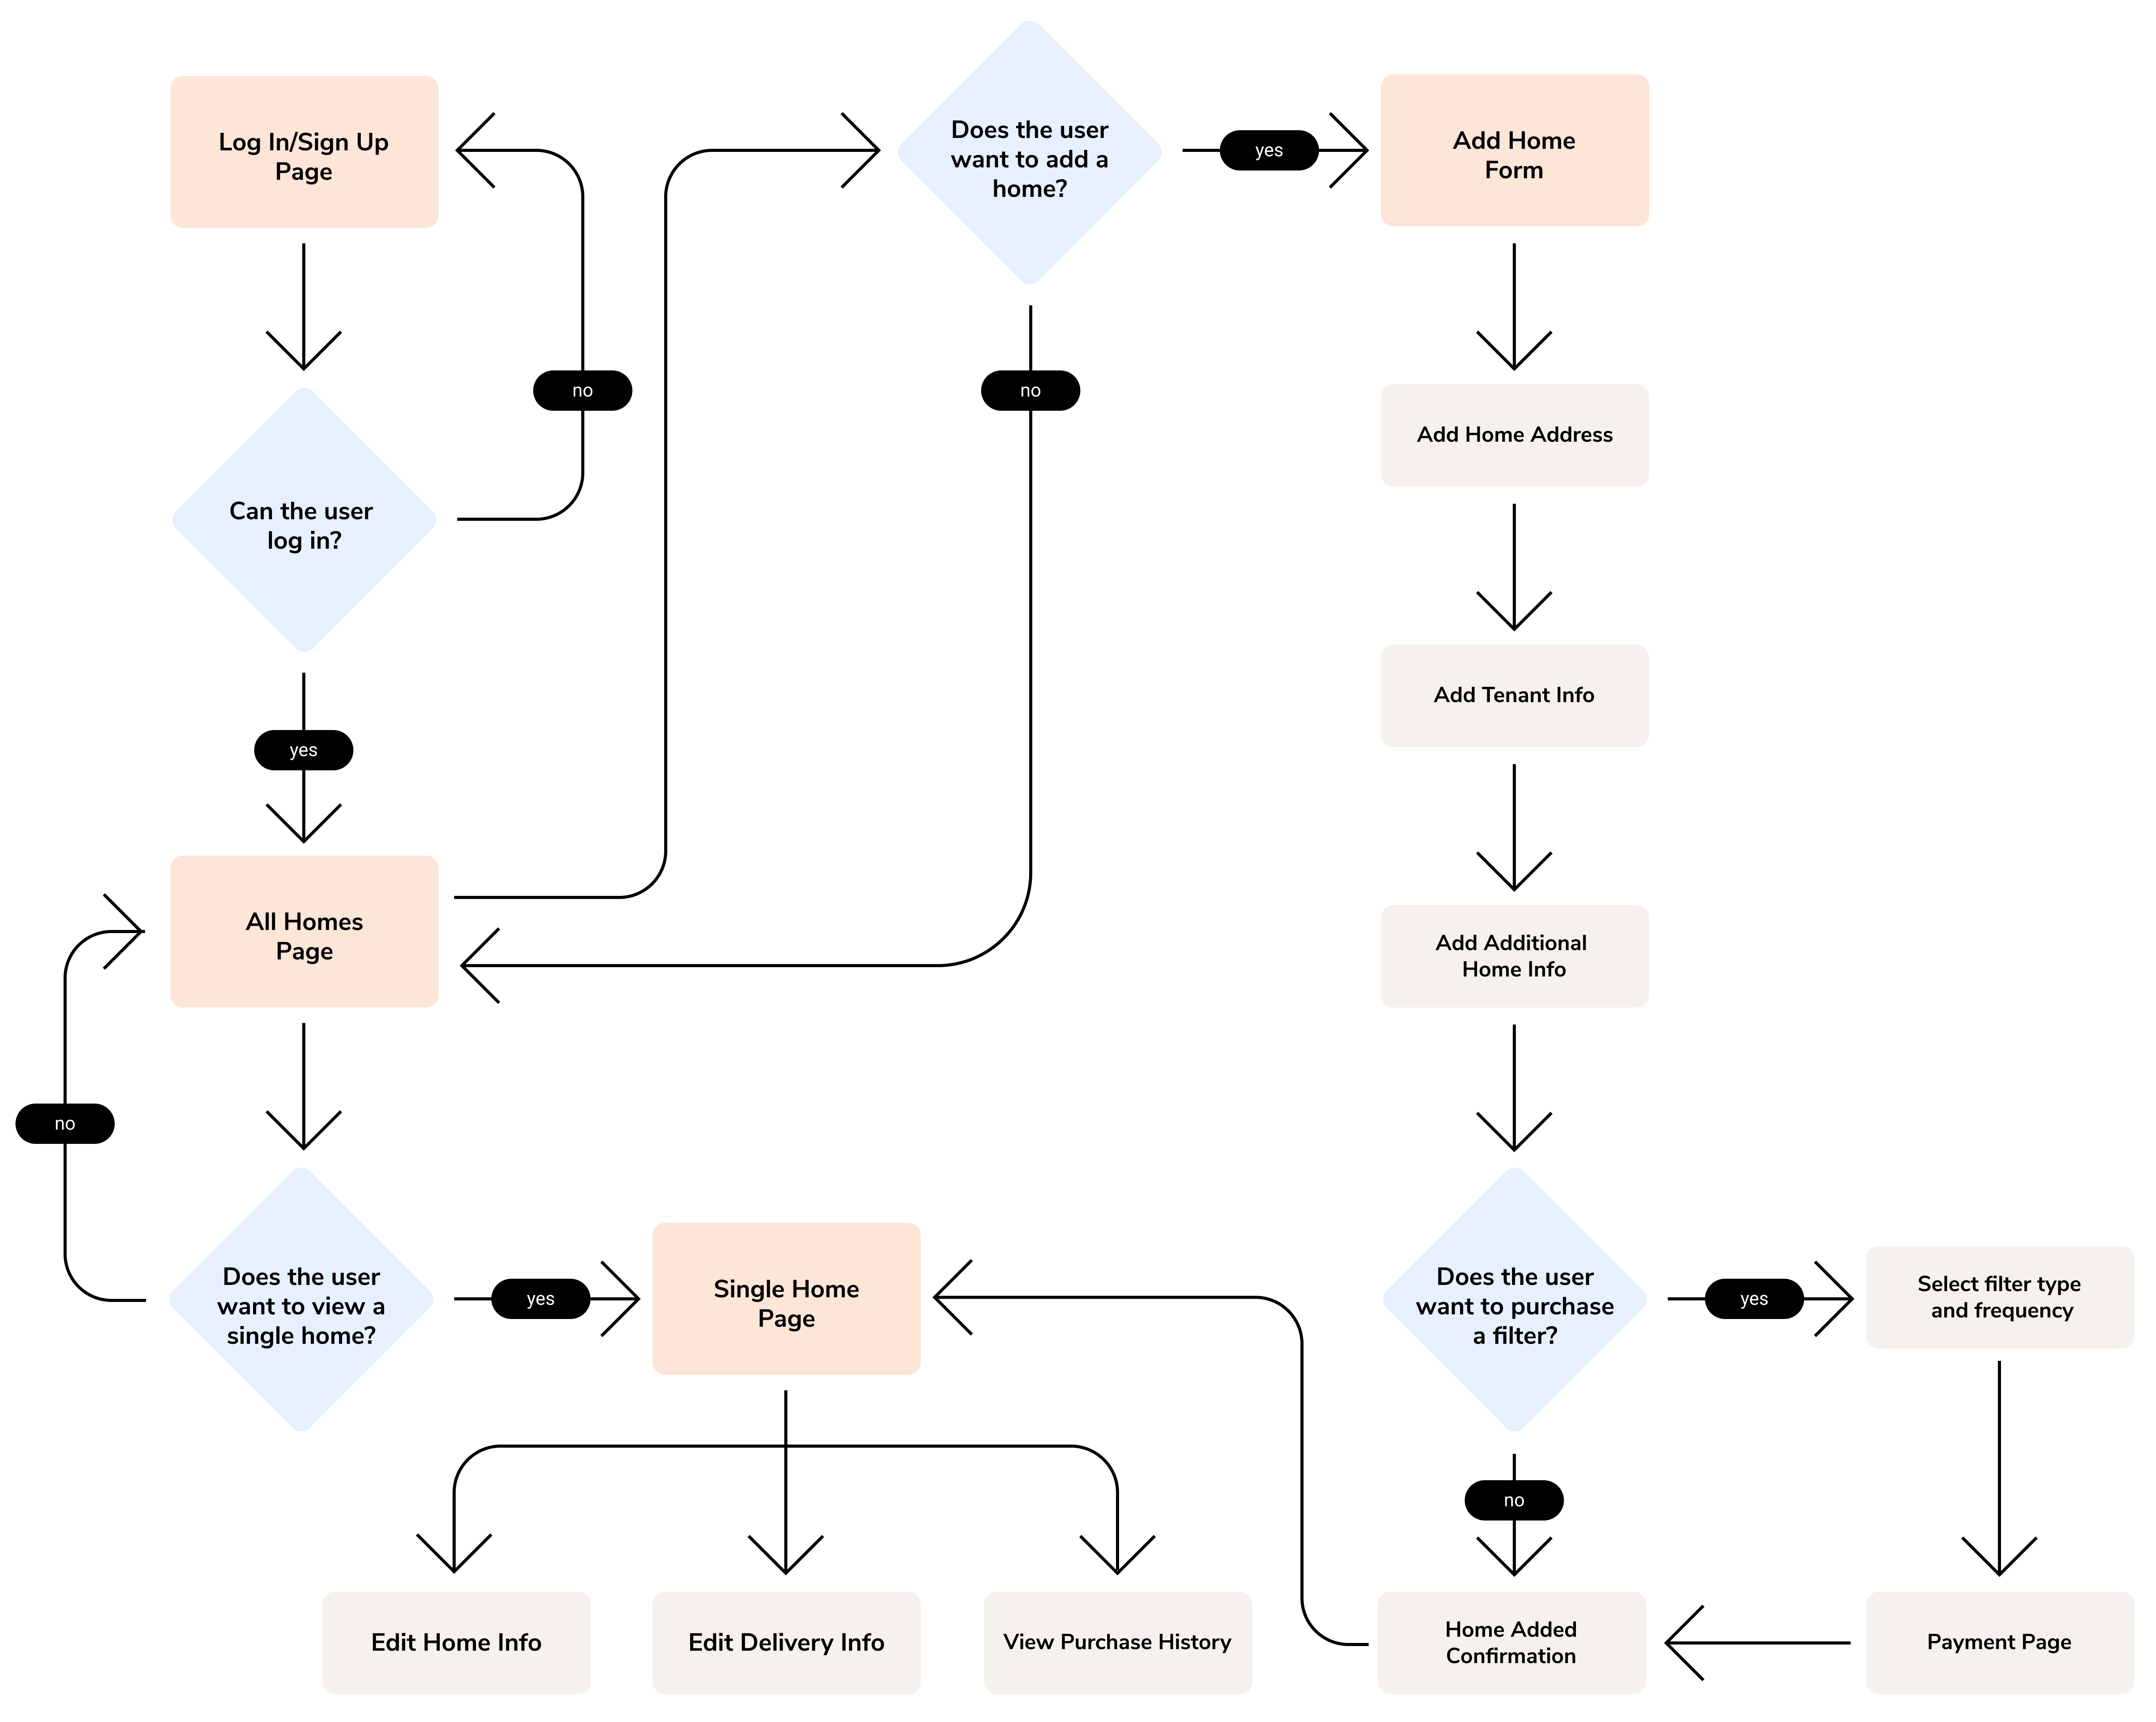 Log In/Sign Up
Page
Does the user
want to add a
home?
yes
Add Home
Form
no
no
Add Home Address
Can the user
log in?
Add Tenant Info
yes
All Homes
Page
Add Additional
Home Info
no
Does the user
want to view a
single home?
yes
Single Home
Page
Does the user
want to purchase
a filter?
yes
Select filter type
and frequency
no
Edit Home Info
Edit Delivery Info
View Purchase History
Home Added
Confirmation
Payment Page